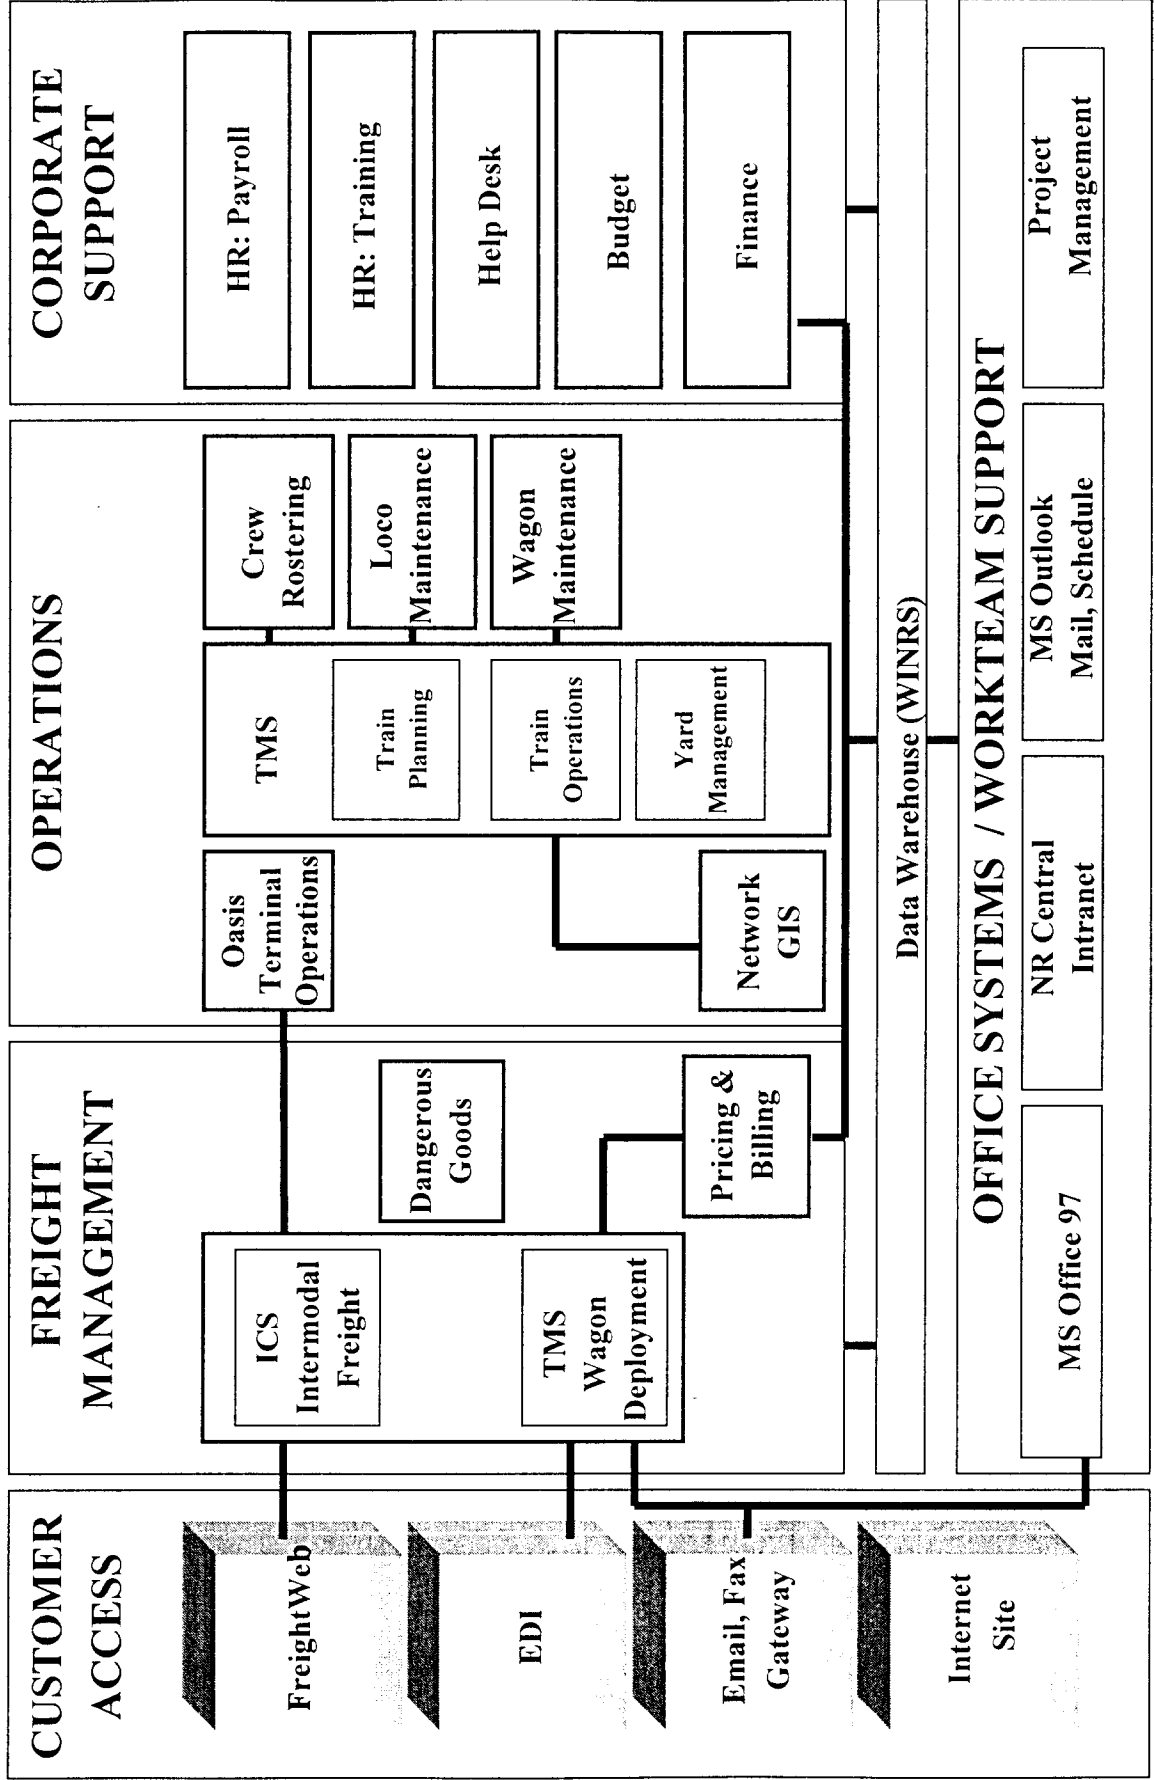 CUSTOMER
ACCESS
FreightWeb
EDI
Email, Fax
Gateway
Internet
Site
FREIGHT
MANAGEMENT
ICS
Intermodal
Freight
TMS
Wagon
Deployment
Dangerous
Goods
Pricing &
Billing
OPERATIONS
Oasis
Terminal
Operations
Network
GIS
TMS
Train
Planning
Train
Operations
Yard
Management
Crew
Rostering
Loco
Maintenance
Wagon
Maintenance
CORPORATE
SUPPORT
HR: Payroll
HR: Training
Help Desk
Budget
Finance
Data Warehouse (WINRS)
OFFICE SYSTEMS / WORKTEAM SUPPORT
MS Office 97
NR Central
Intranet
MS Outlook
Mail, Schedule
Project
Management